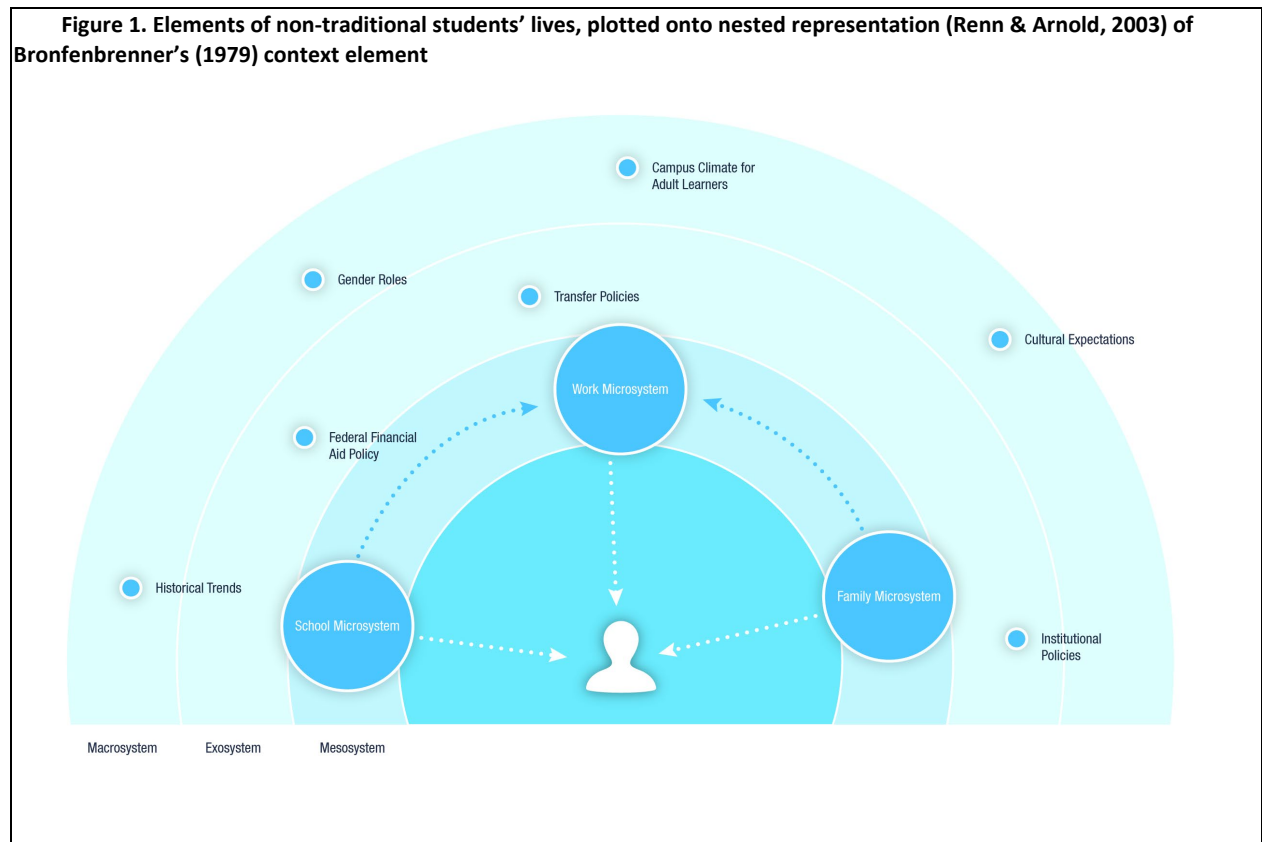 Figure 1. Elements of non-traditional students’ lives, plotted onto nested representation (Renn & Arnold, 2003) of
Bronfenbrenner’s (1979) context element
Campus Climate for
Adult Learners
Gender Roles
Transfer Policies
Cultural Expectations
Work Microsystem
Federal Financial
Aid Policy
Historical Trends
Family Microsystem
School Microsystem
Institutional
Policies
Macrosystem
Exosystem
Mesosystem